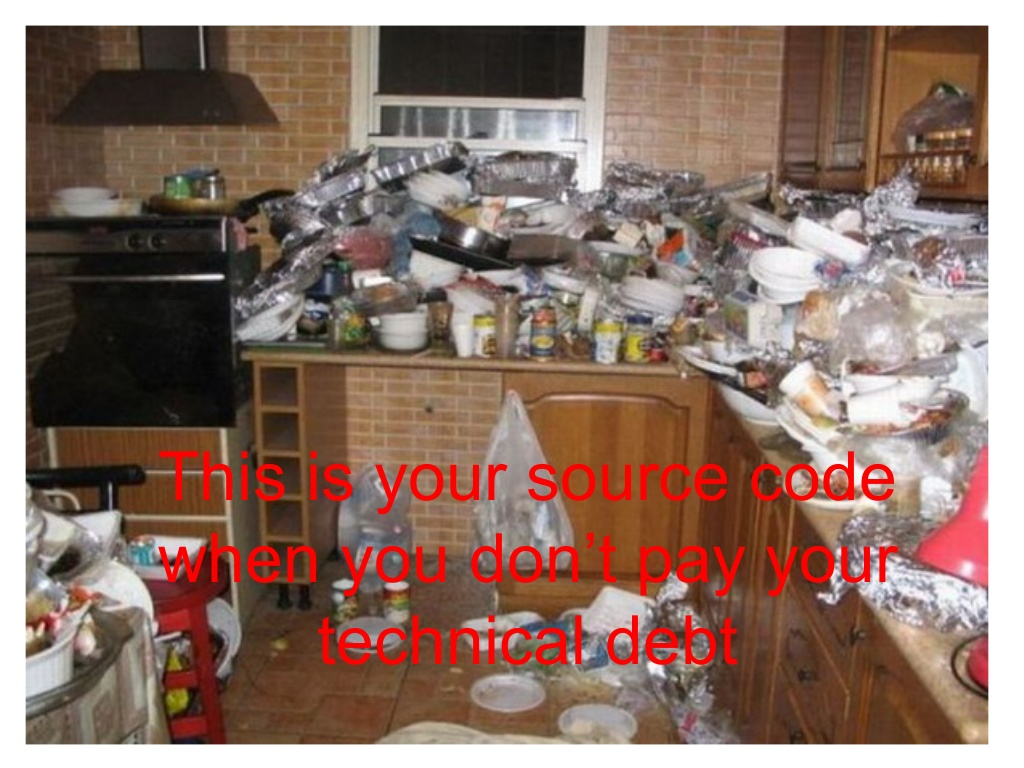 This is your source code
when you don’t pay your
technical debt